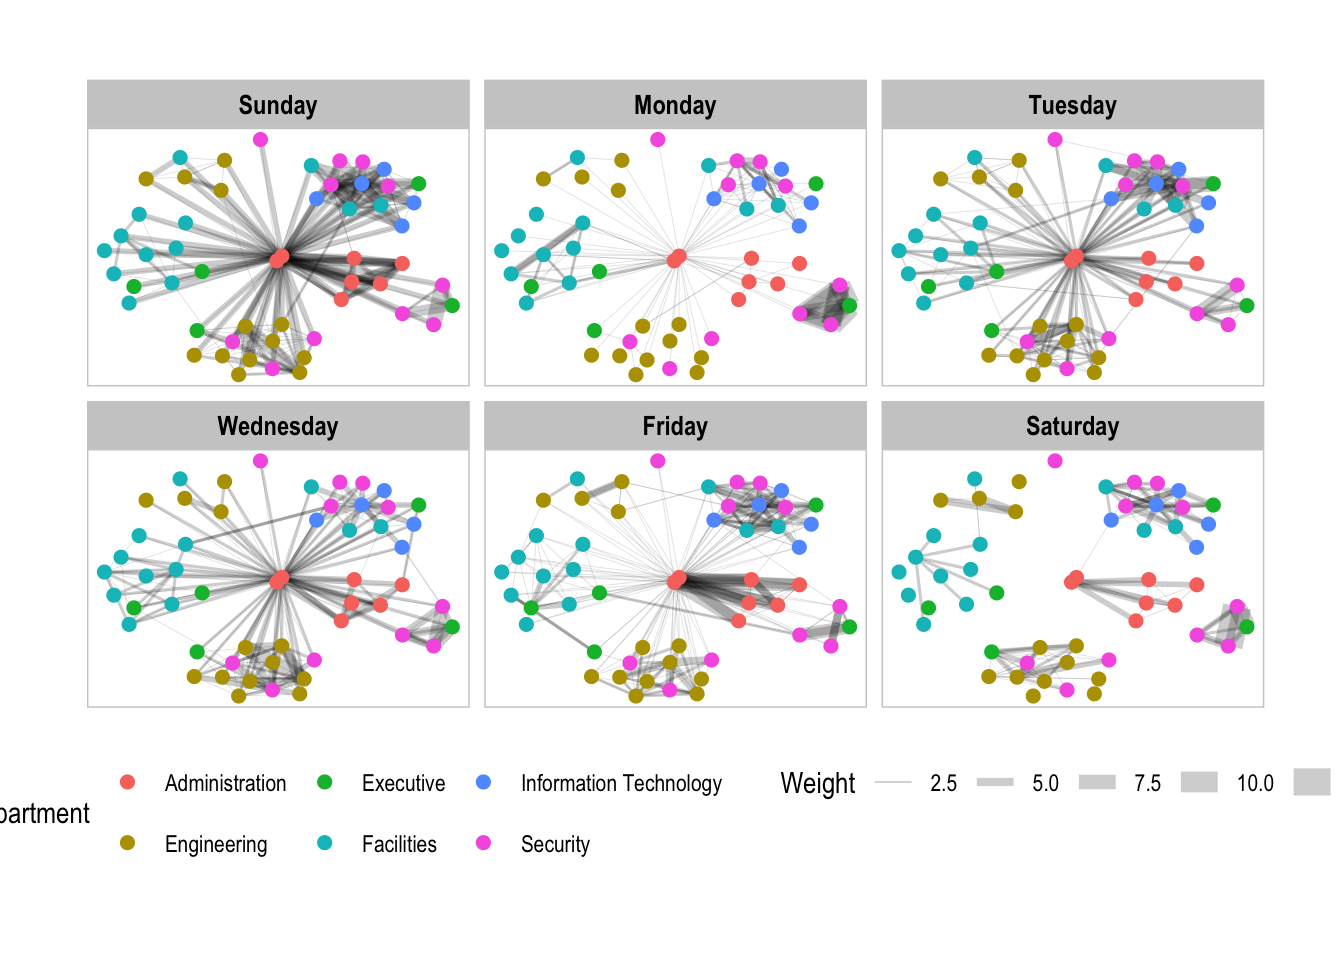 Sunday Monday Tuesday
Wednesday Friday Saturday
Administration Executive Information Technology Weight 2.5 5.0 7.5 10.0
partment
Engineering Facilities Security